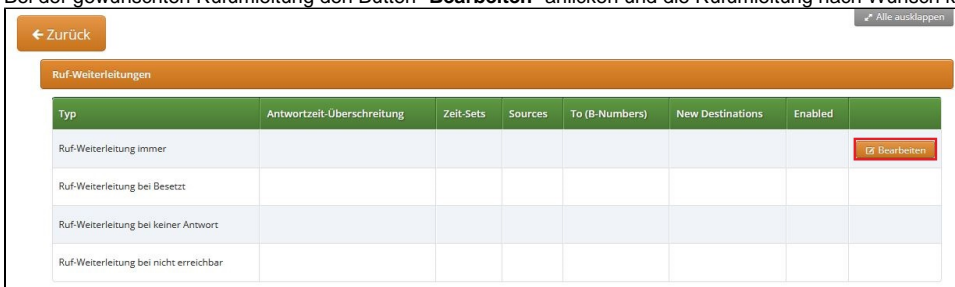 Bei der gewünschten Rufumleitung den Button "Bearbeiten" anlicken und die Rufumleitung nach Wunsch k
Alle ausklappen
Zurück
Ruf-Weiterleitungen
Typ Antwortzeit-Überschreitung Zeit-Sets Sources To (B-Numbers) New Destinations Enabled
Ruf-Weiterleitung immer Bearbeiten
Ruf-Weiterleitung bei Besetzt
Ruf-Weiterleitung bei keiner Antwort
Ruf-Weiterleitung bei nicht erreichbar